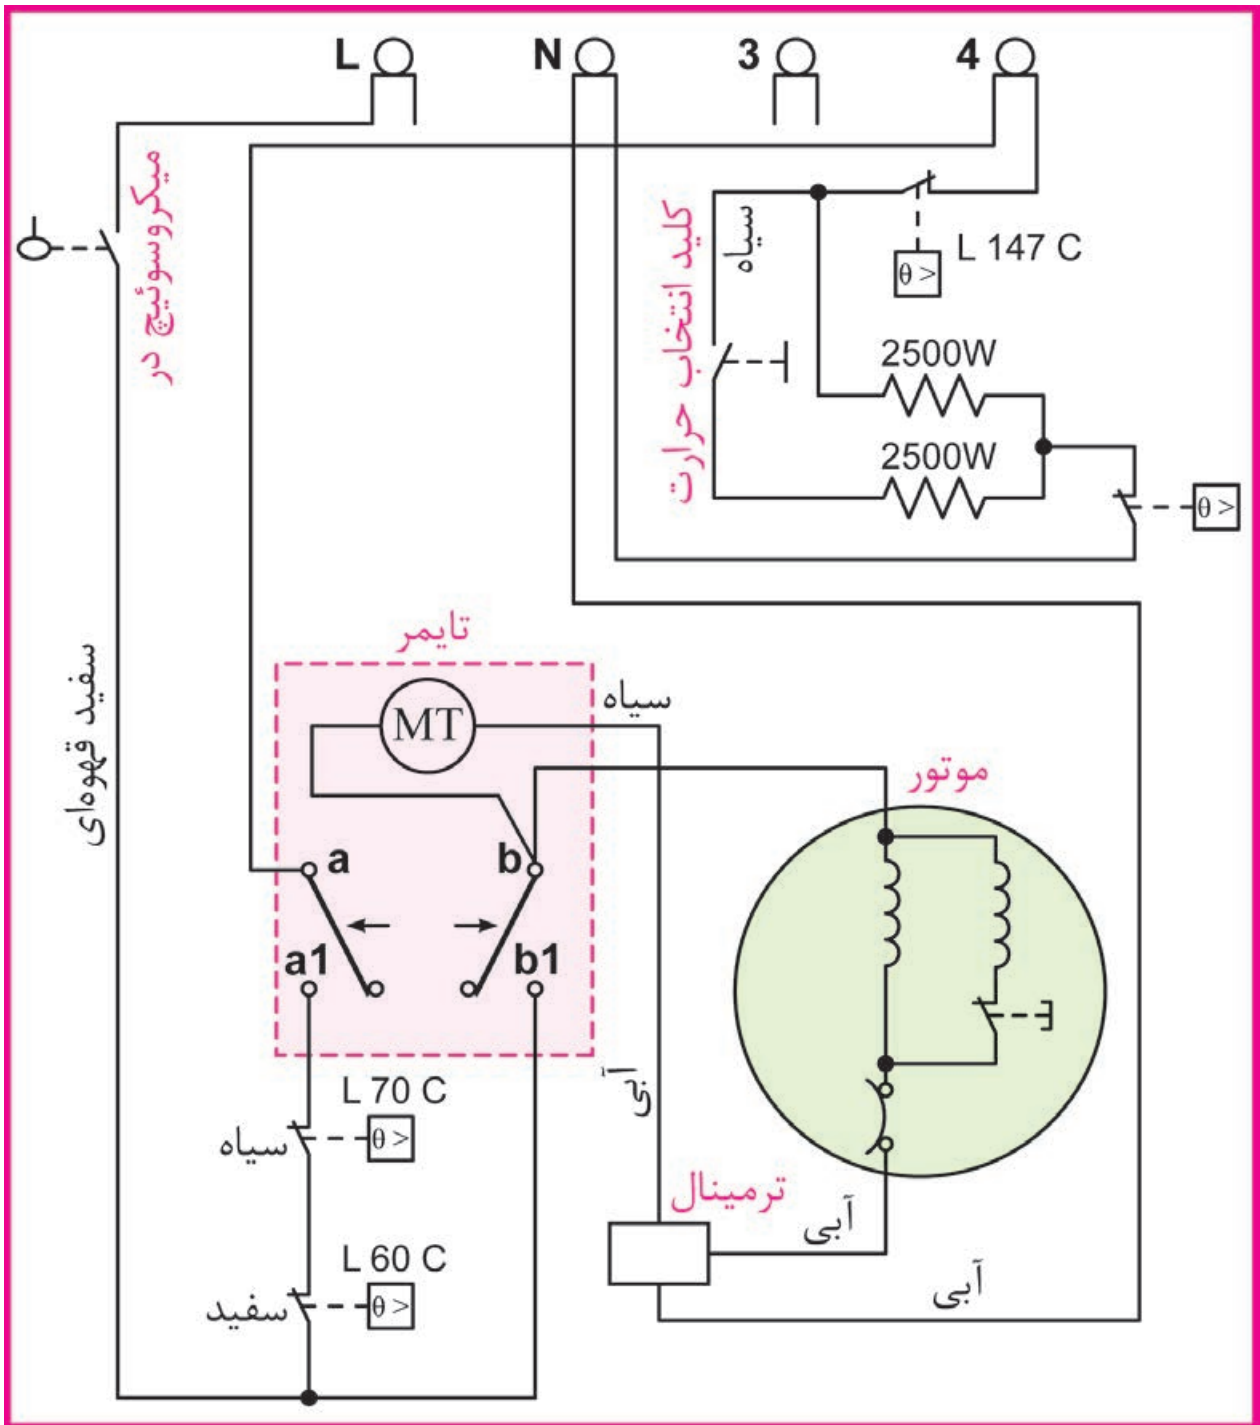 L
N
3
4
میکروسوئیچ در
کلید انتخاب حرارت
سیاه
L 147 C
θ >
2500W
2500W
θ >
سفید قهوه‌ای
تایمر
MT
سیاه
موتور
a
b
a1
b1
آبی
L 70 C
سیاه
θ >
ترمینال
آبی
آبی
L 60 C
سفید
θ >